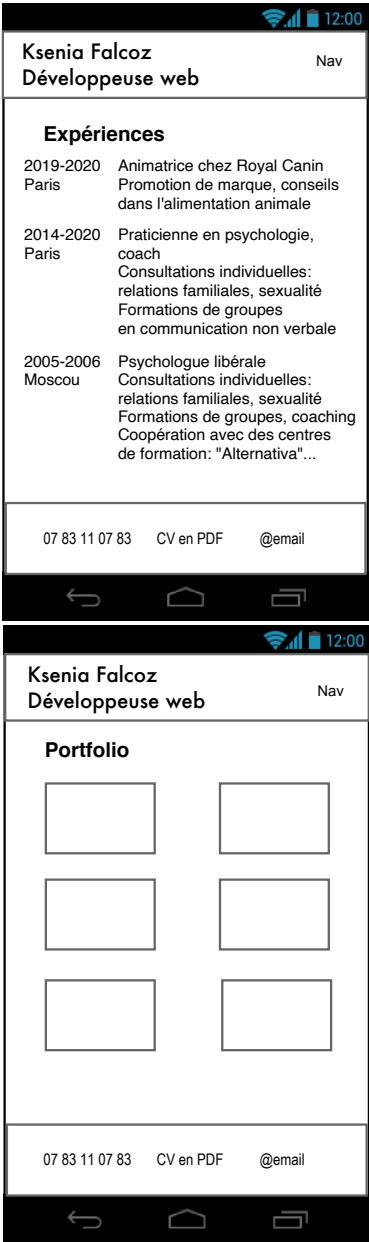 12:00
Ksenia Falcoz
Développeuse web
Nav
Expériences
2019-2020 Animatrice chez Royal Canin
Paris Promotion de marque, conseils
dans l'alimentation animale
2014-2020 Praticienne en psychologie,
Paris coach
Consultations individuelles:
relations familiales, sexualité
Formations de groupes
en communication non verbale
2005-2006 Psychologue libérale
Moscou Consultations individuelles:
relations familiales, sexualité
Formations de groupes, coaching
Coopération avec des centres
de formation: "Alternativa"...
07 83 11 07 83 CV en PDF @email
12:00
Ksenia Falcoz
Développeuse web
Nav
Portfolio
07 83 11 07 83 CV en PDF @email